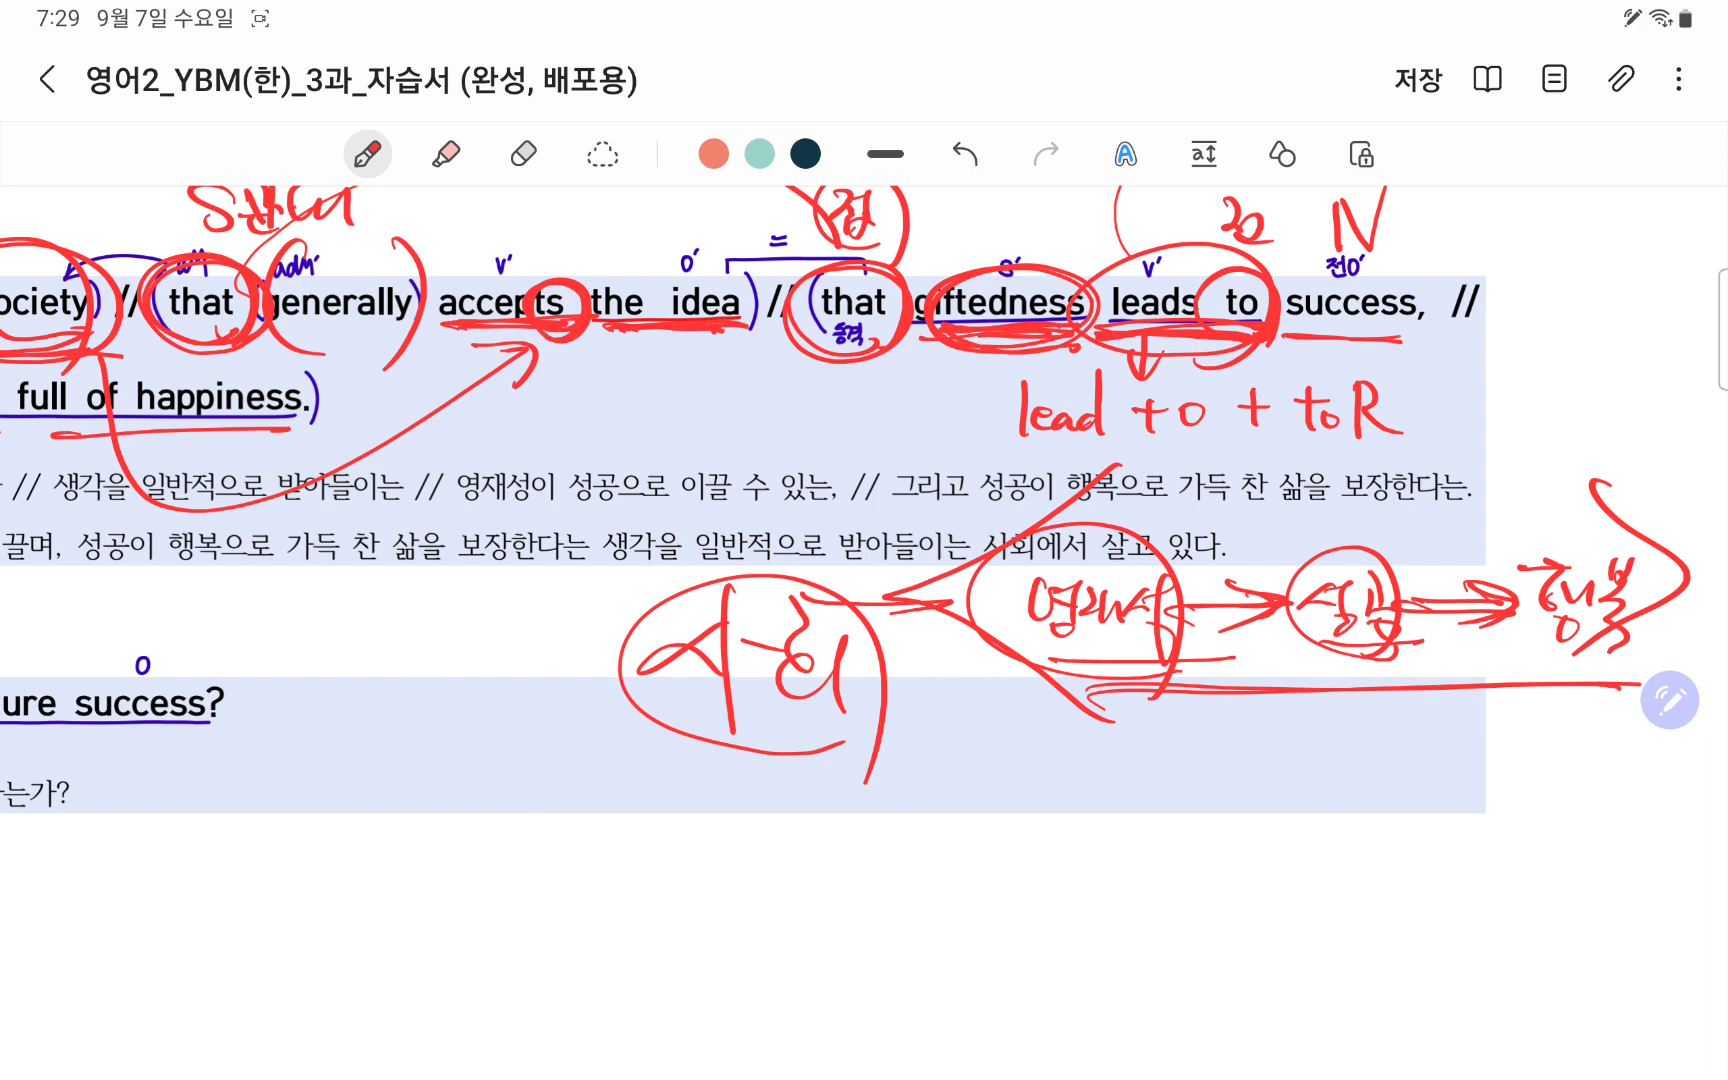 7:29 9월 7일 수요일
영어2_YBM(한)_3과_자습서 (완성, 배포용)
저장
S관대
접
to N
=
v' o' s' v' 전o'
ociety) // (that (generally) accepts the idea) // (that giftedness leads to success, //
동격
full of happiness.)
lead + o + to R
// 생각을 일반적으로 받아들이는 // 영재성이 성공으로 이끌 수 있는, // 그리고 성공이 행복으로 가득 찬 삶을 보장한다는.
끌며, 성공이 행복으로 가득 찬 삶을 보장한다는 생각을 일반적으로 받아들이는 사회에서 살고 있다.
사회 영재성 성공 행복
o
ure success?
는가?